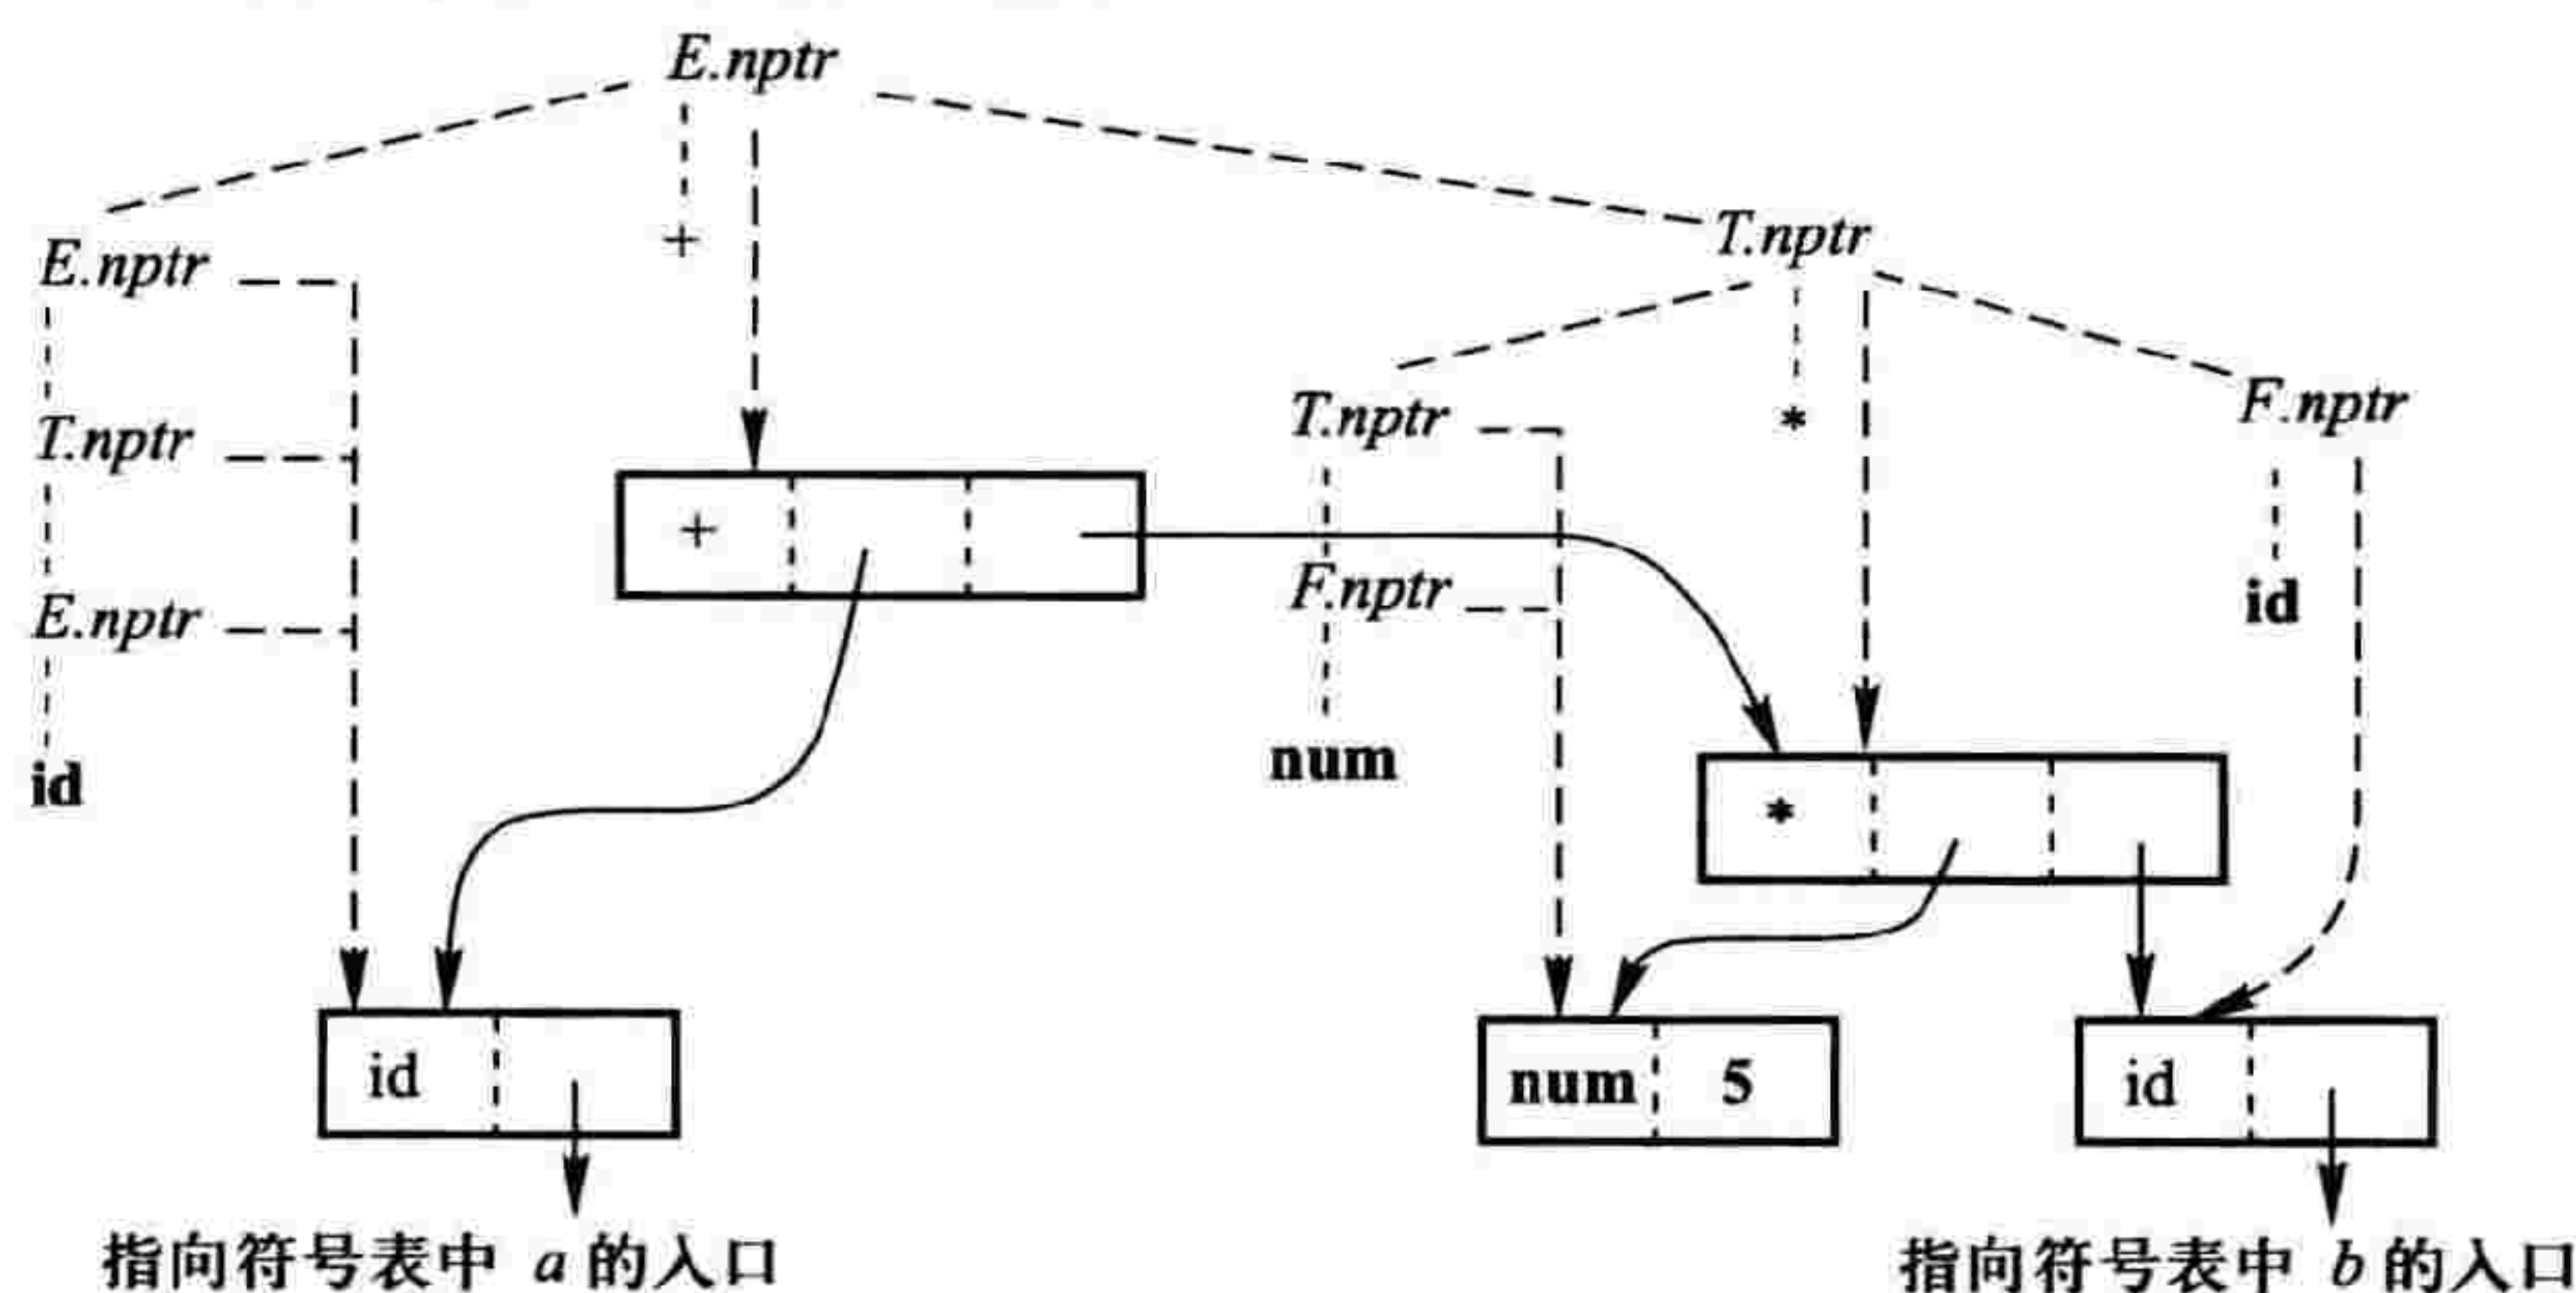 E.nptr
+
T.nptr
E.nptr
T.nptr
*
F.nptr
T.nptr
+
F.nptr
id
E.nptr
num
id
*
id
num 5
id
指向符号表中 a 的入口
指向符号表中 b 的入口